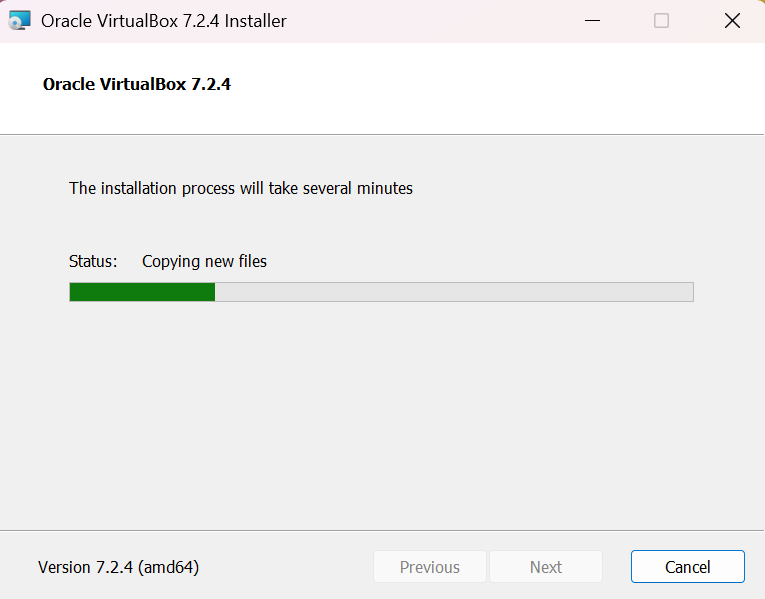 Oracle VirtualBox 7.2.4 Installer
Oracle VirtualBox 7.2.4
The installation process will take several minutes
Status: Copying new files
Version 7.2.4 (amd64) Previous Next Cancel